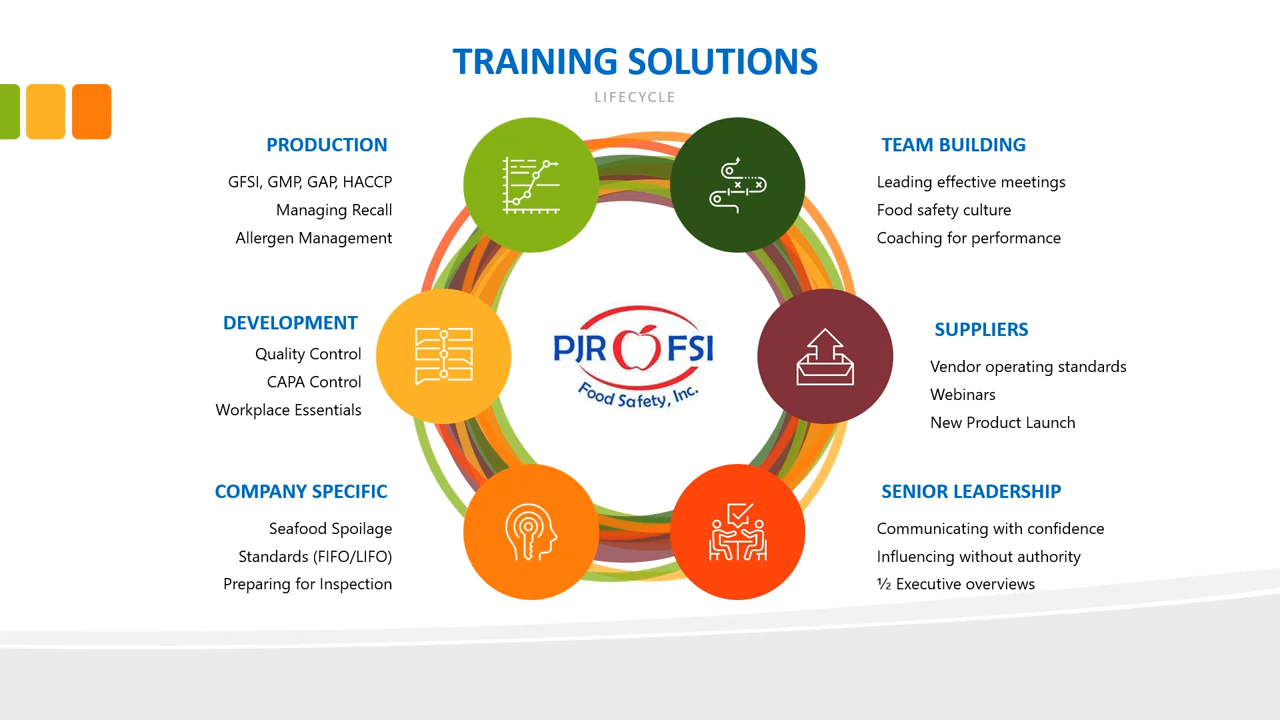 TRAINING SOLUTIONS
LIFECYCLE
PRODUCTION
GFSI, GMP, GAP, HACCP
Managing Recall
Allergen Management
TEAM BUILDING
Leading effective meetings
Food safety culture
Coaching for performance
DEVELOPMENT
Quality Control
CAPA Control
Workplace Essentials
PJR FSI
Food Safety, Inc.
SUPPLIERS
Vendor operating standards
Webinars
New Product Launch
COMPANY SPECIFIC
Seafood Spoilage
Standards (FIFO/LIFO)
Preparing for Inspection
SENIOR LEADERSHIP
Communicating with confidence
Influencing without authority
½ Executive overviews